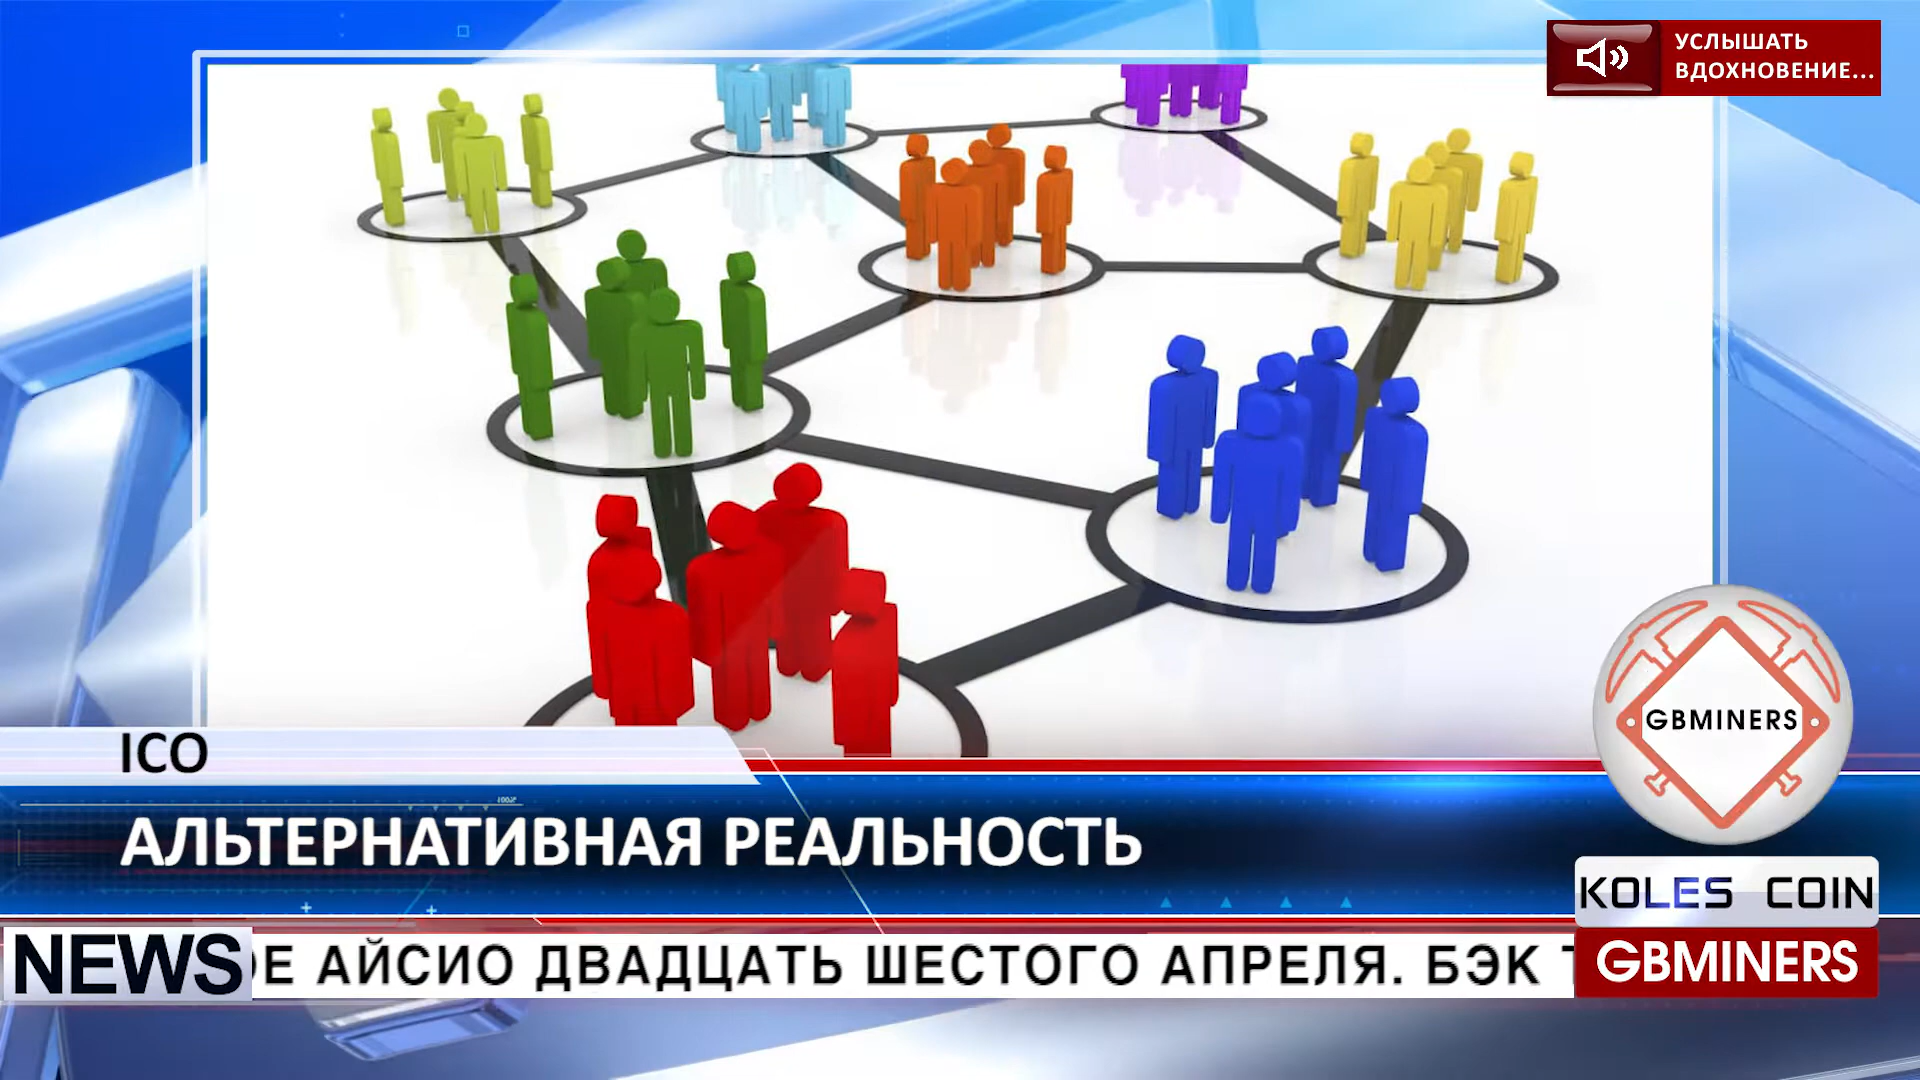 УСЛЫШАТЬ
ВДОХНОВЕНИЕ...
GBMINERS
ICO
АЛЬТЕРНАТИВНАЯ РЕАЛЬНОСТЬ
KOLES COIN
NEWS
Е АЙСИО ДВАДЦАТЬ ШЕСТОГО АПРЕЛЯ. БЭК
GBMINERS